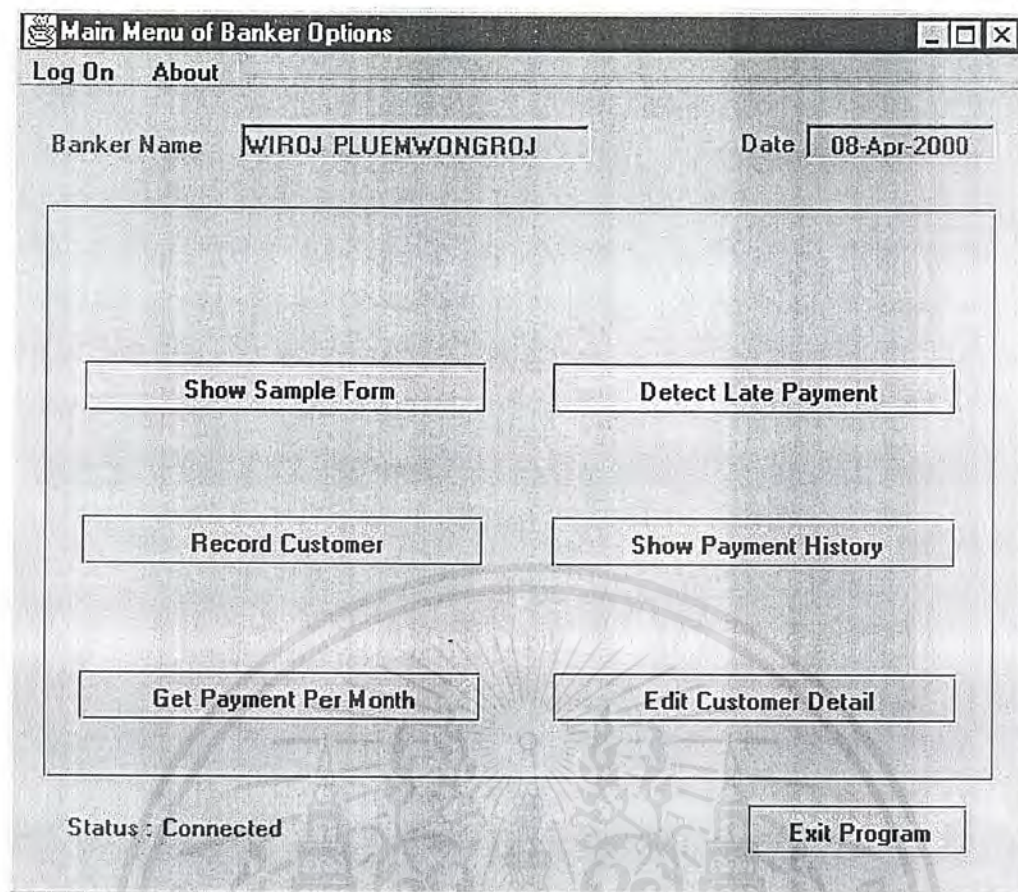 Main Menu of Banker Options
Log On About
Banker Name WIROJ PLUEMWONGROJ Date 08-Apr-2000
Show Sample Form Detect Late Payment
Record Customer Show Payment History
Get Payment Per Month Edit Customer Detail
Status : Connected Exit Program